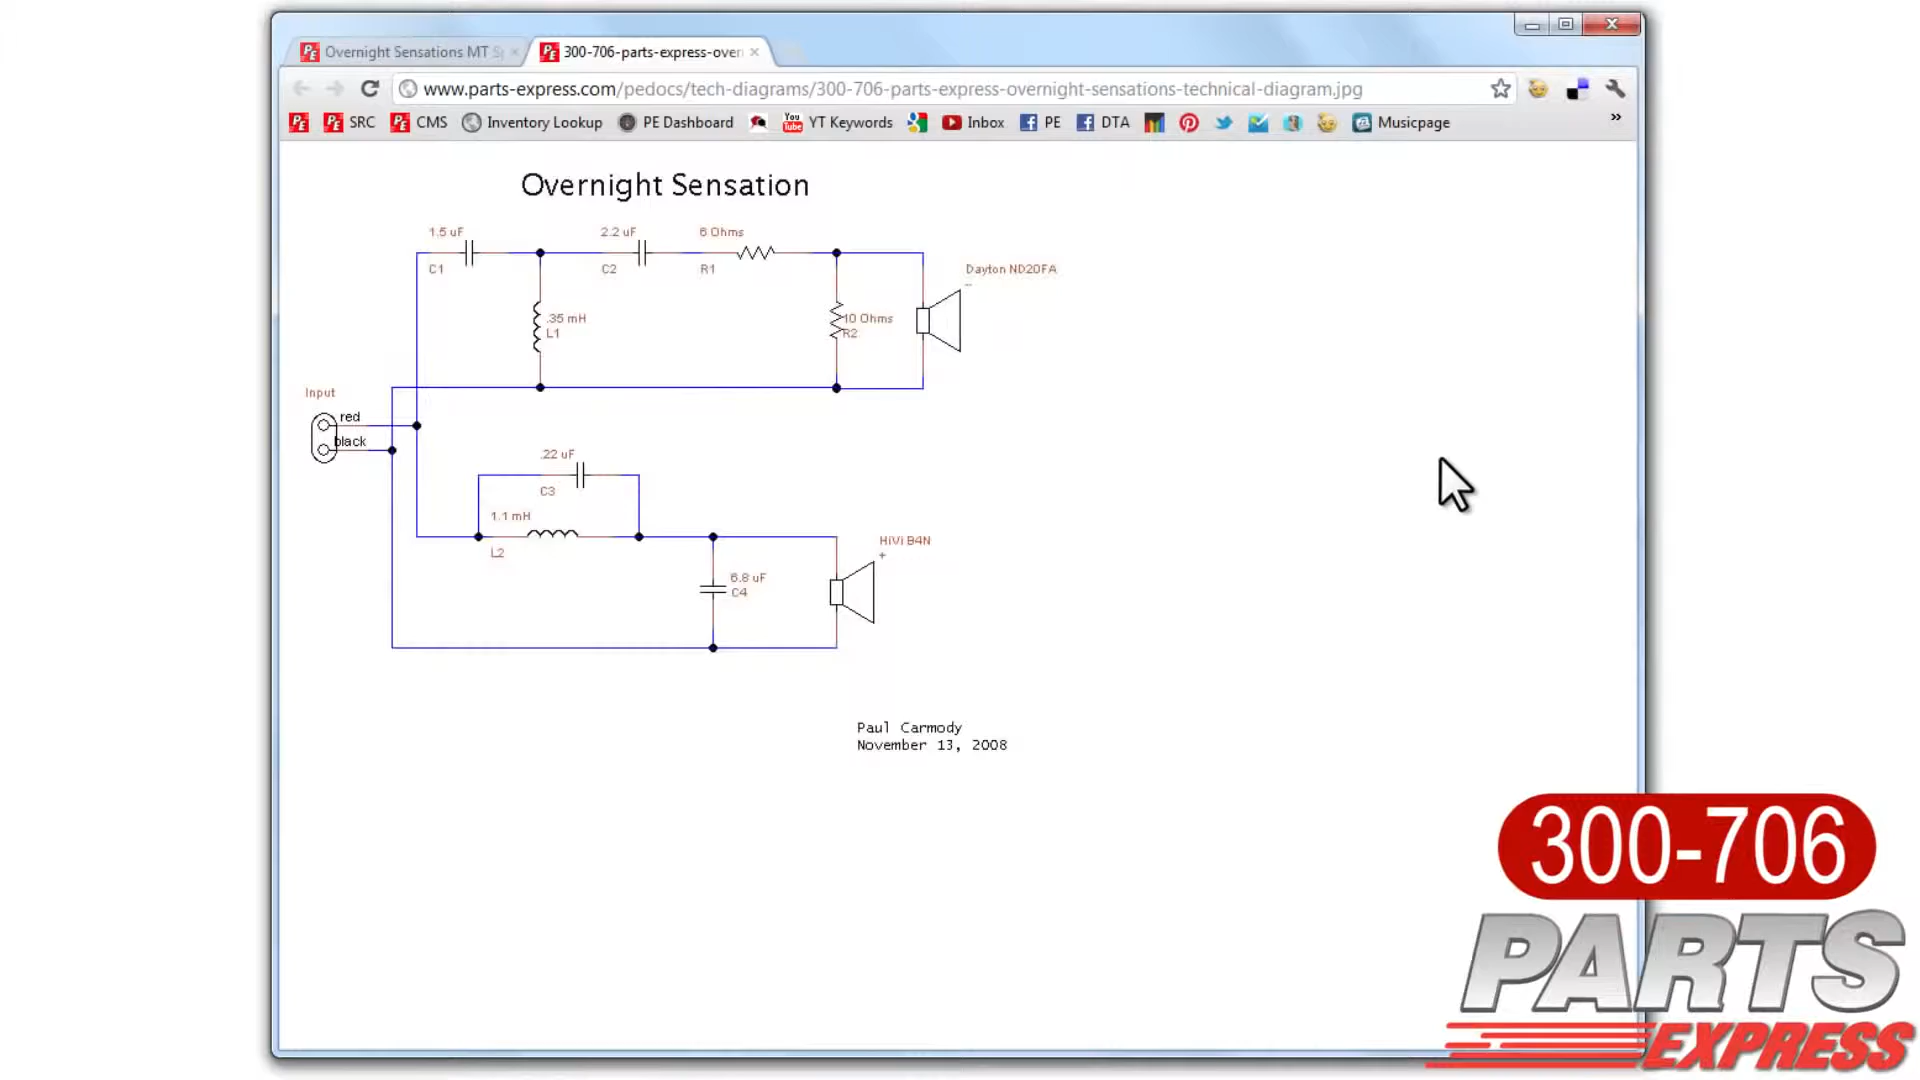 Overnight Sensations MT S
300-706-parts-express-over
www.parts-express.com/pedocs/tech-diagrams/300-706-parts-express-overnight-sensations-technical-diagram.jpg
PE SRC PE CMS Inventory Lookup PE Dashboard You Tube YT Keywords Inbox PE DTA Musicpage »
Overnight Sensation
1.5 uF
C1
2.2 uF
C2
6 Ohms
R1
Dayton ND20FA
-
.35 mH
L1
10 Ohms
R2
Input
red
black
.22 uF
C3
1.1 mH
L2
HiVi B4N
+
6.8 uF
C4
Paul Carmody
November 13, 2008
300-706
PARTS
EXPRESS